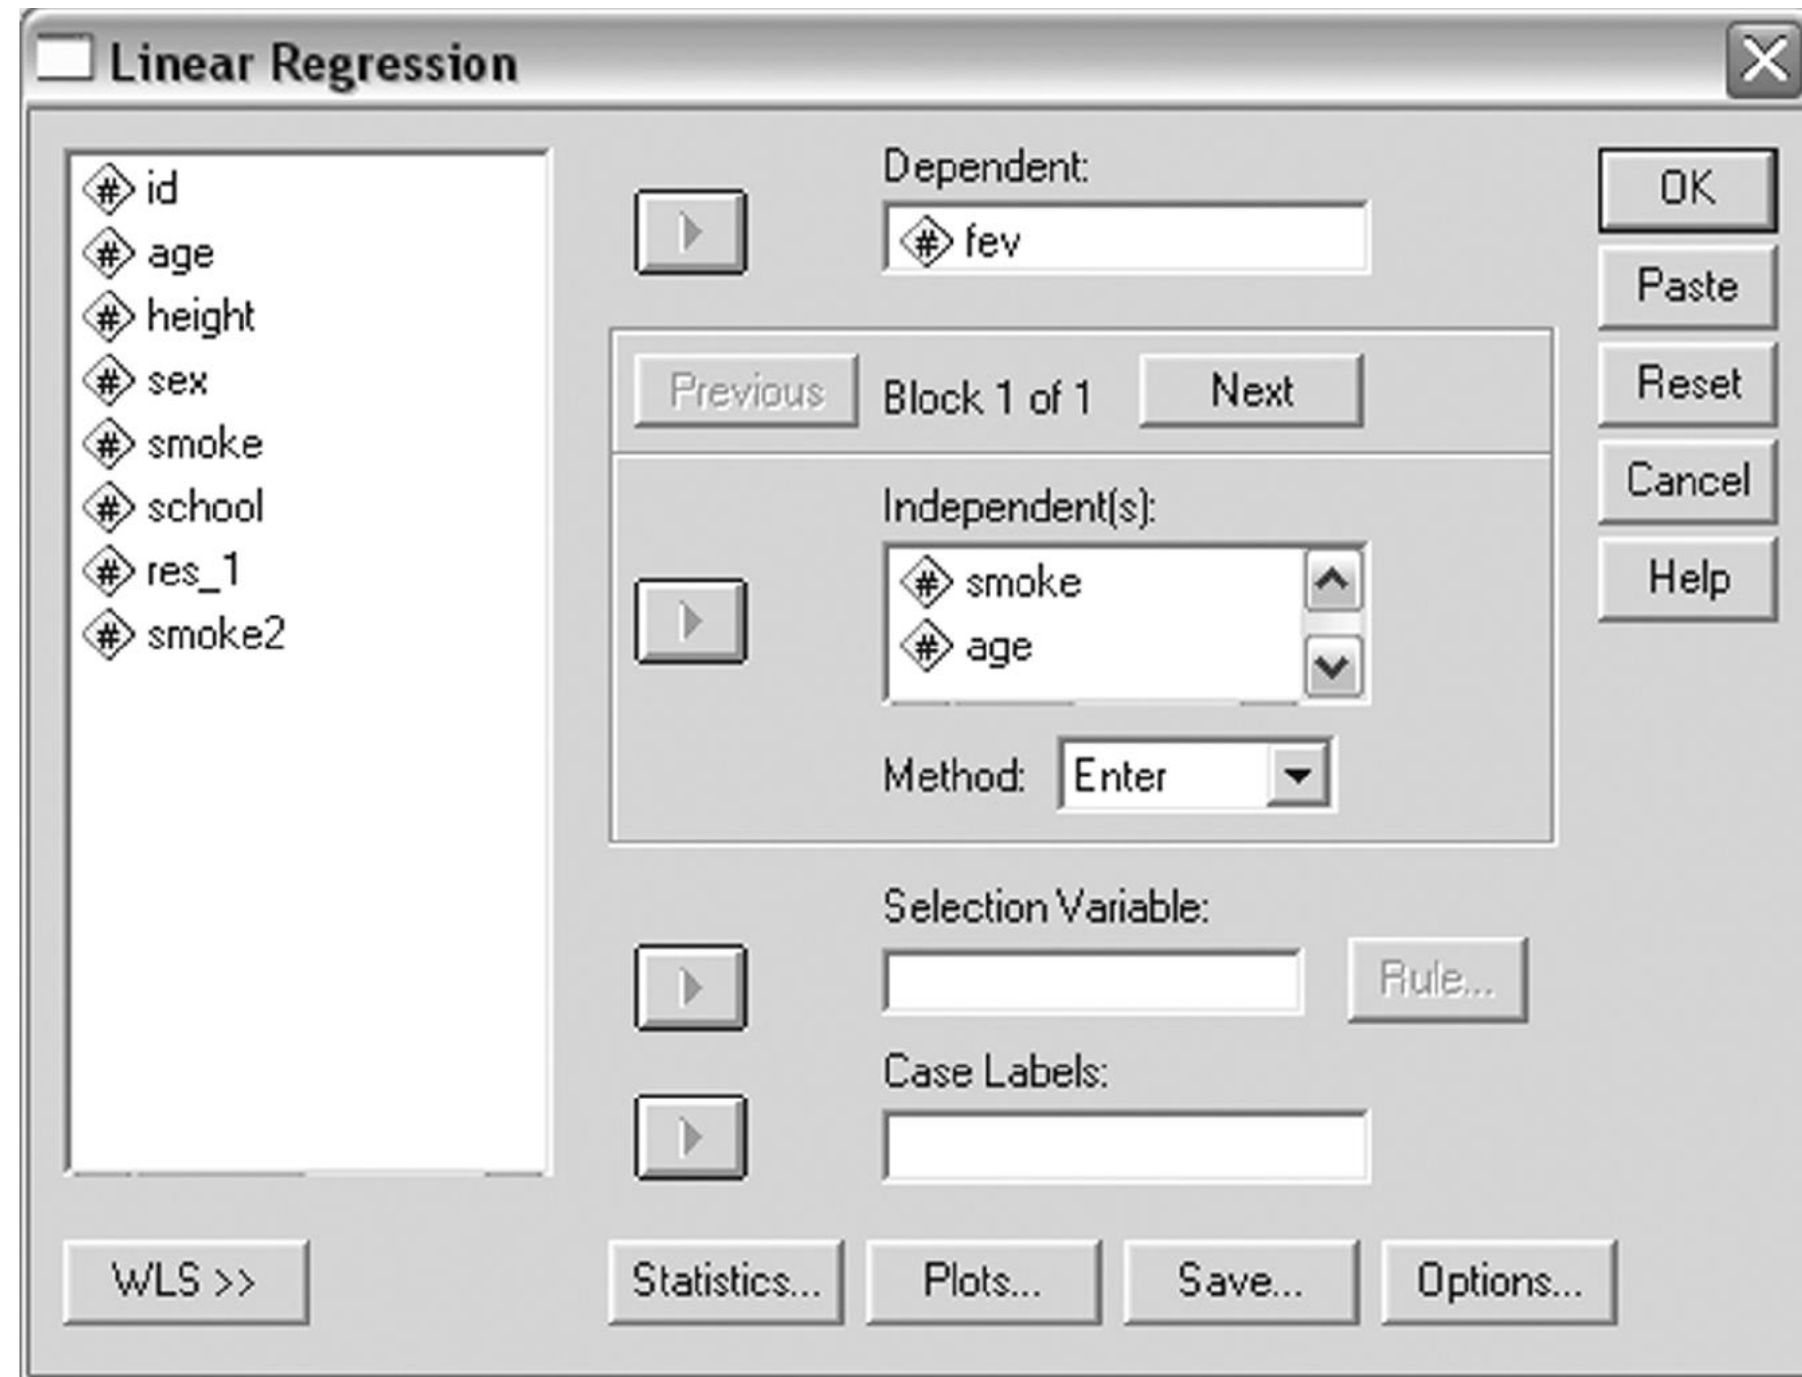 Linear Regression
# id
# age
# height
# sex
# smoke
# school
# res_1
# smoke2
WLS >>
Dependent:
# fev
Previous
Block 1 of 1
Next
Independent(s):
# smoke
# age
Method:
Enter
Selection Variable:
Rule...
Case Labels:
Statistics...
Plots...
Save...
Options...
OK
Paste
Reset
Cancel
Help